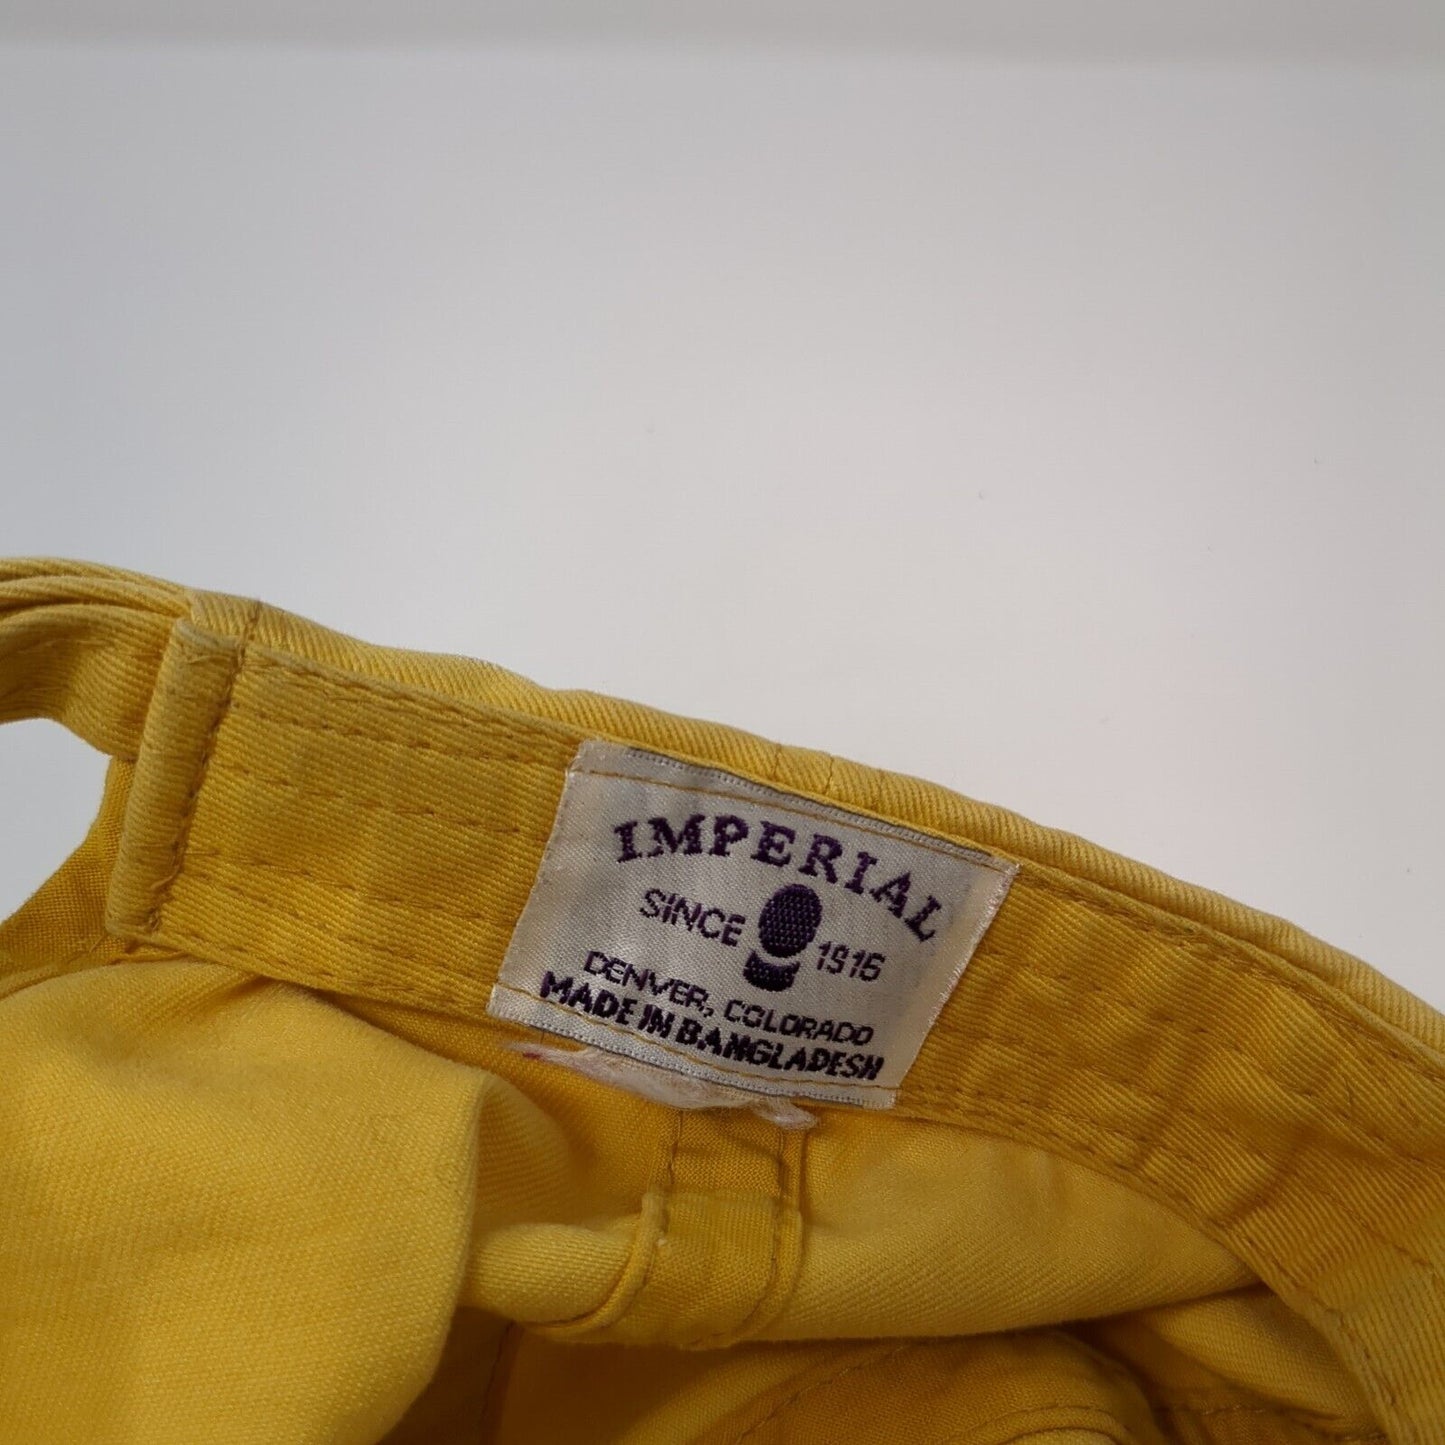 IMPERIAL
SINCE 1916
DENVER, COLORADO
MADE IN BANGLADESH